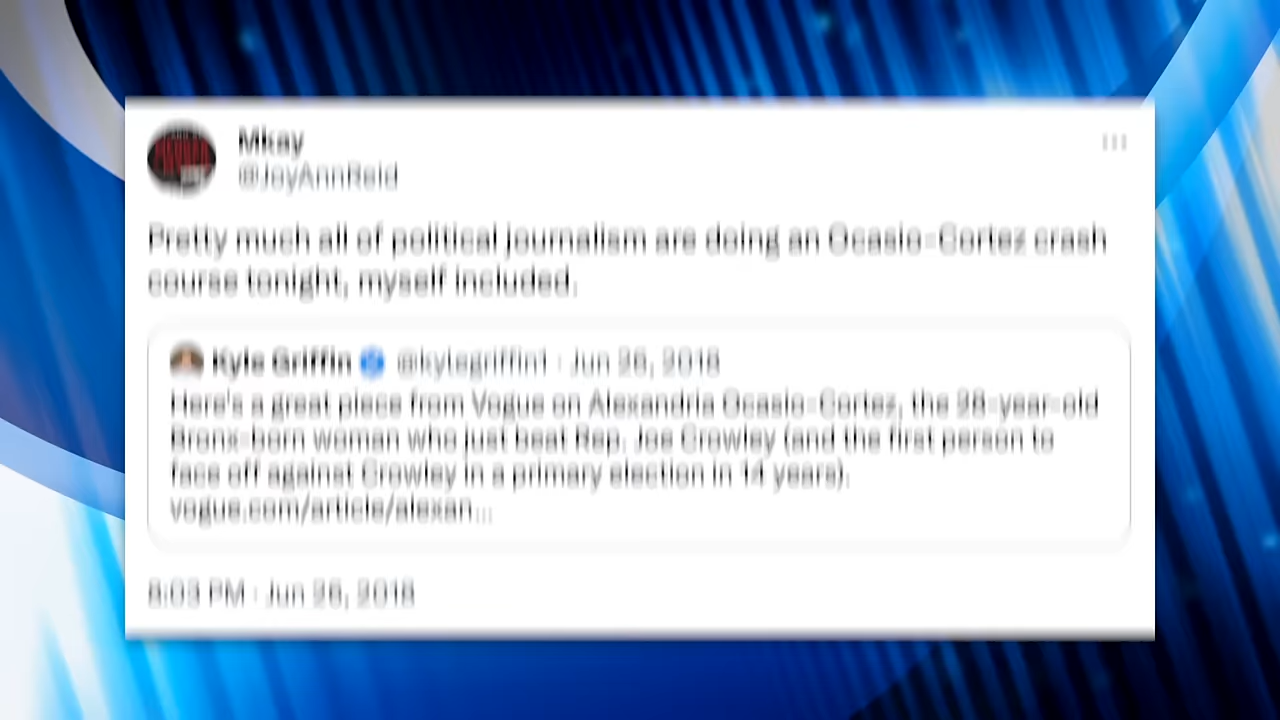 Mkay
@JoyAnnReid
Pretty much all of political journalism are doing an Ocasio-Cortez crash
course tonight, myself included.
Kyle Griffin @kylegriffin1 · Jun 26, 2018
Here's a great piece from Vogue on Alexandria Ocasio-Cortez, the 28-year-old
Bronx-born woman who just beat Rep. Joe Crowley (and the first person to
face off against Crowley in a primary election in 14 years).
vogue.com/article/alexan...
8:03 PM · Jun 26, 2018